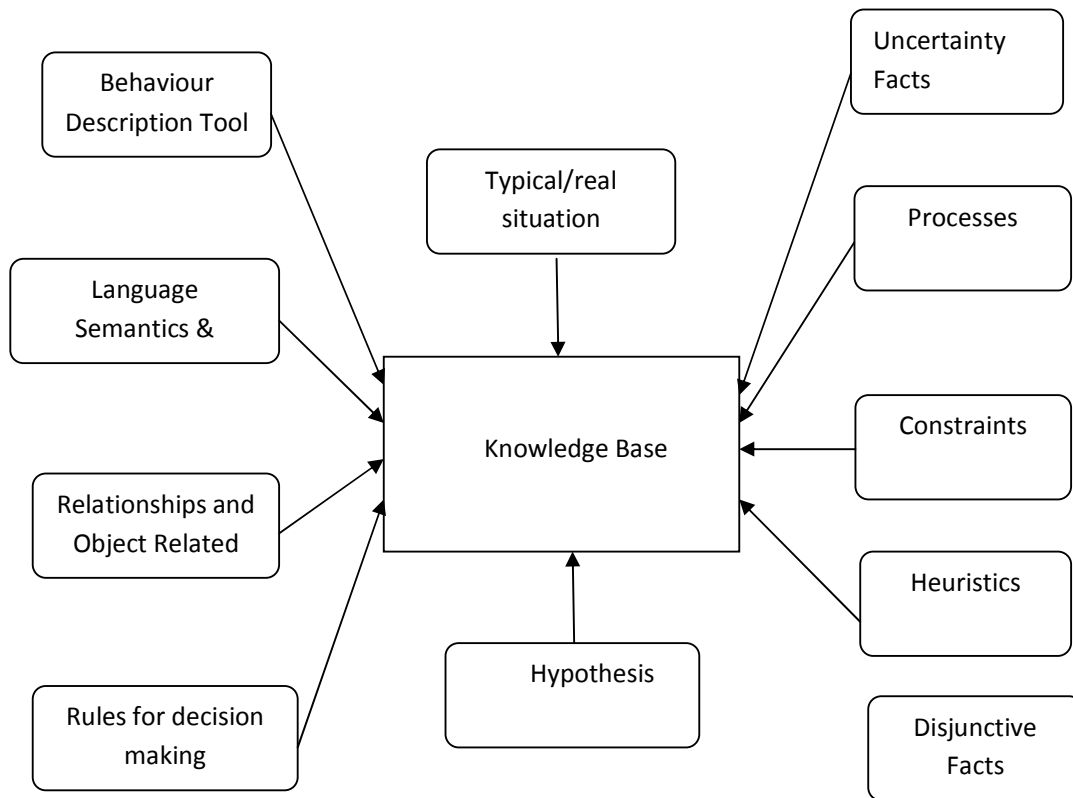 Behaviour
Description Tool
Uncertainty
Facts
Typical/real
situation
Processes
Language
Semantics &
Knowledge Base
Constraints
Relationships and
Object Related
Heuristics
Hypothesis
Rules for decision
making
Disjunctive
Facts